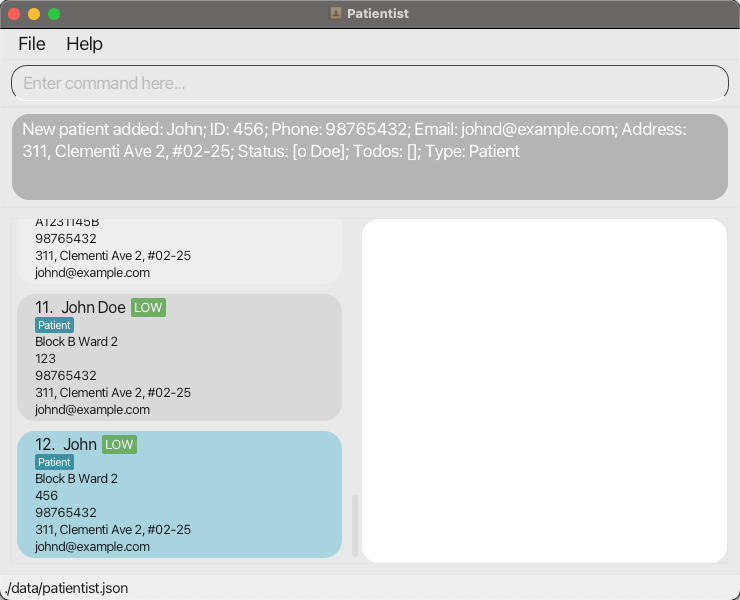 Patientist
File Help
Enter command here...
New patient added: John; ID: 456; Phone: 98765432; Email: johnd@example.com; Address:
311, Clementi Ave 2, #02-25; Status: [o Doe]; Todos: []; Type: Patient
A1231145B
98765432
311, Clementi Ave 2, #02-25
johnd@example.com
11. John Doe LOW
Patient
Block B Ward 2
123
98765432
311, Clementi Ave 2, #02-25
johnd@example.com
12. John LOW
Patient
Block B Ward 2
456
98765432
311, Clementi Ave 2, #02-25
johnd@example.com
./data/patientist.json